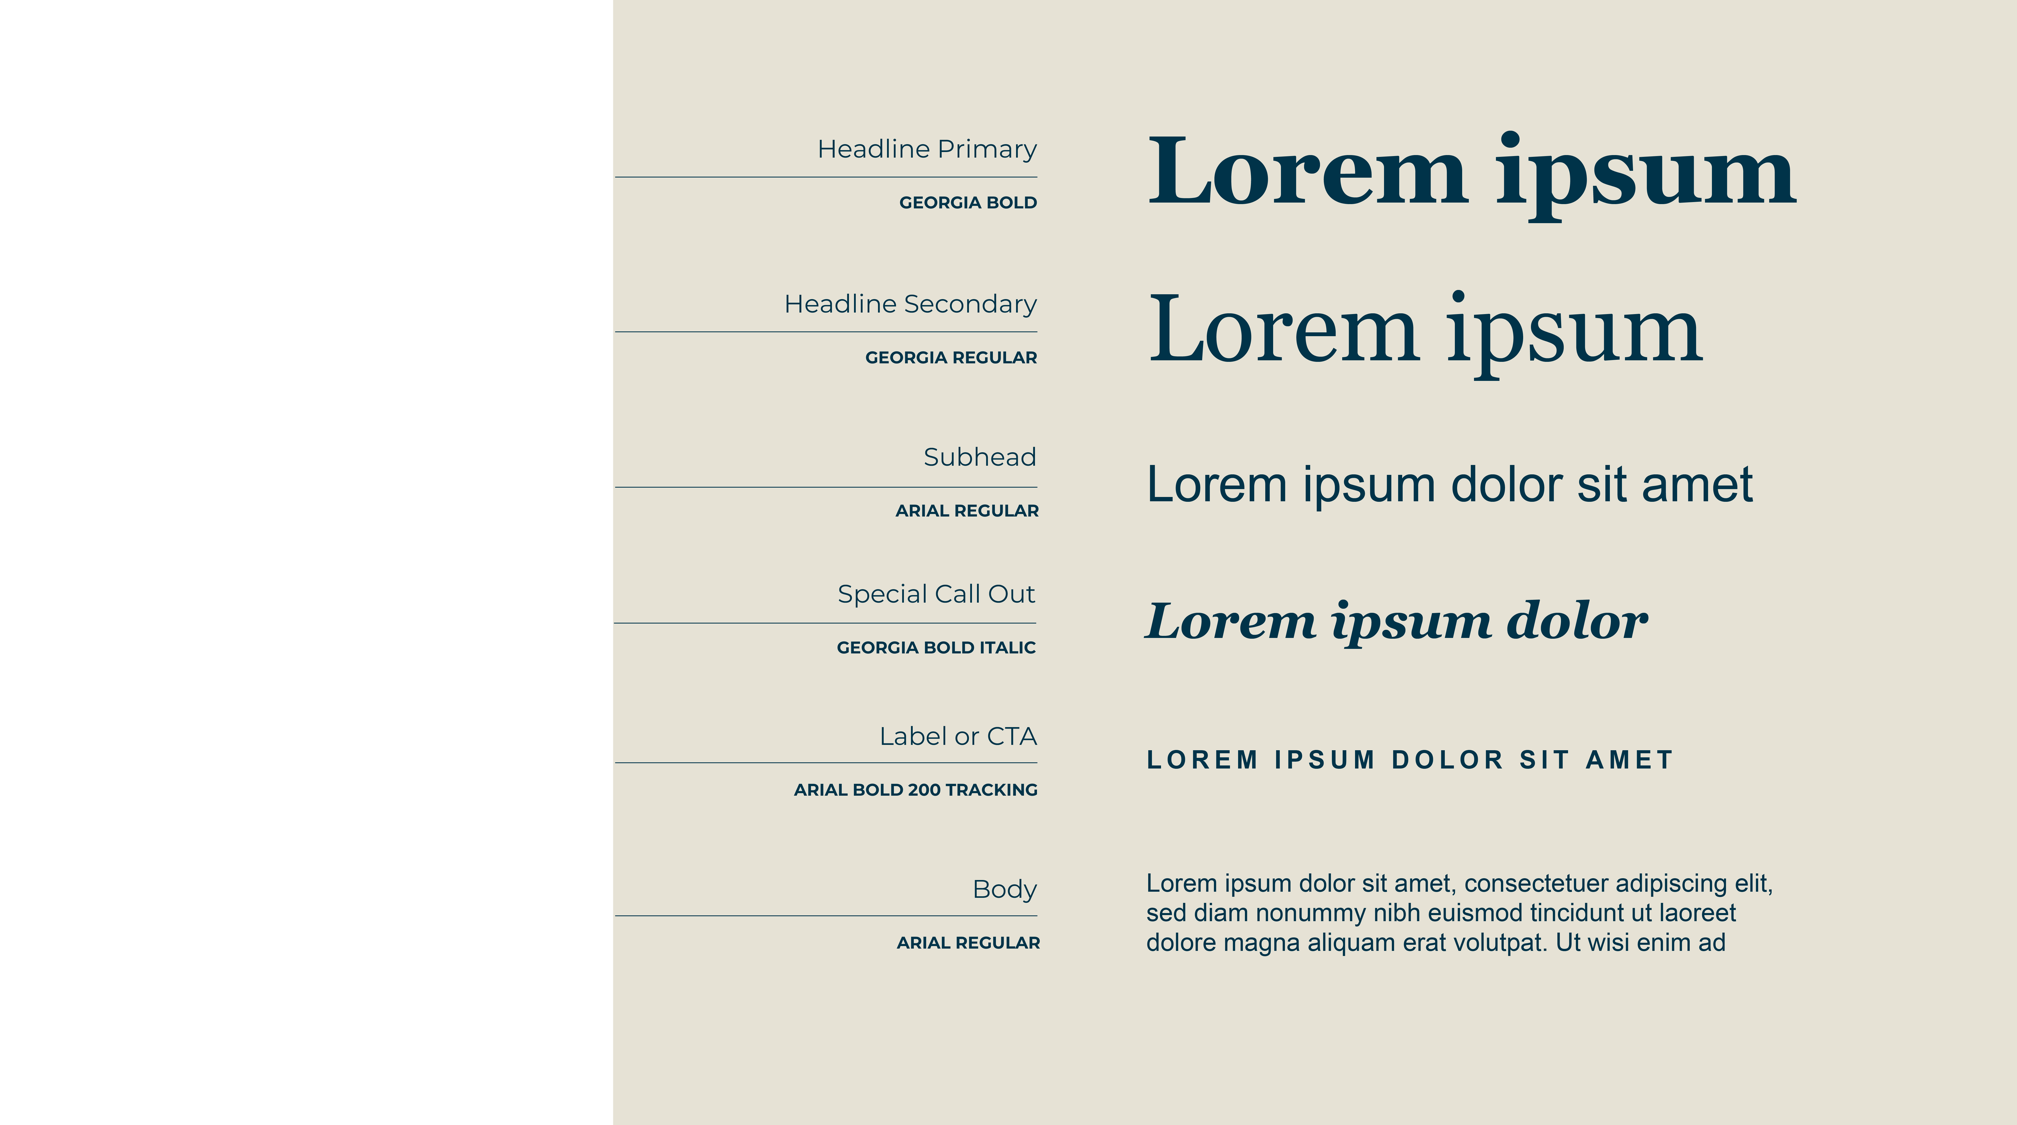 Headline Primary
GEORGIA BOLD
Lorem ipsum
Headline Secondary
GEORGIA REGULAR
Lorem ipsum
Subhead
ARIAL REGULAR
Lorem ipsum dolor sit amet
Special Call Out
GEORGIA BOLD ITALIC
Lorem ipsum dolor
Label or CTA
ARIAL BOLD 200 TRACKING
LOREM IPSUM DOLOR SIT AMET
Body
ARIAL REGULAR
Lorem ipsum dolor sit amet, consectetuer adipiscing elit,
sed diam nonummy nibh euismod tincidunt ut laoreet
dolore magna aliquam erat volutpat. Ut wisi enim ad